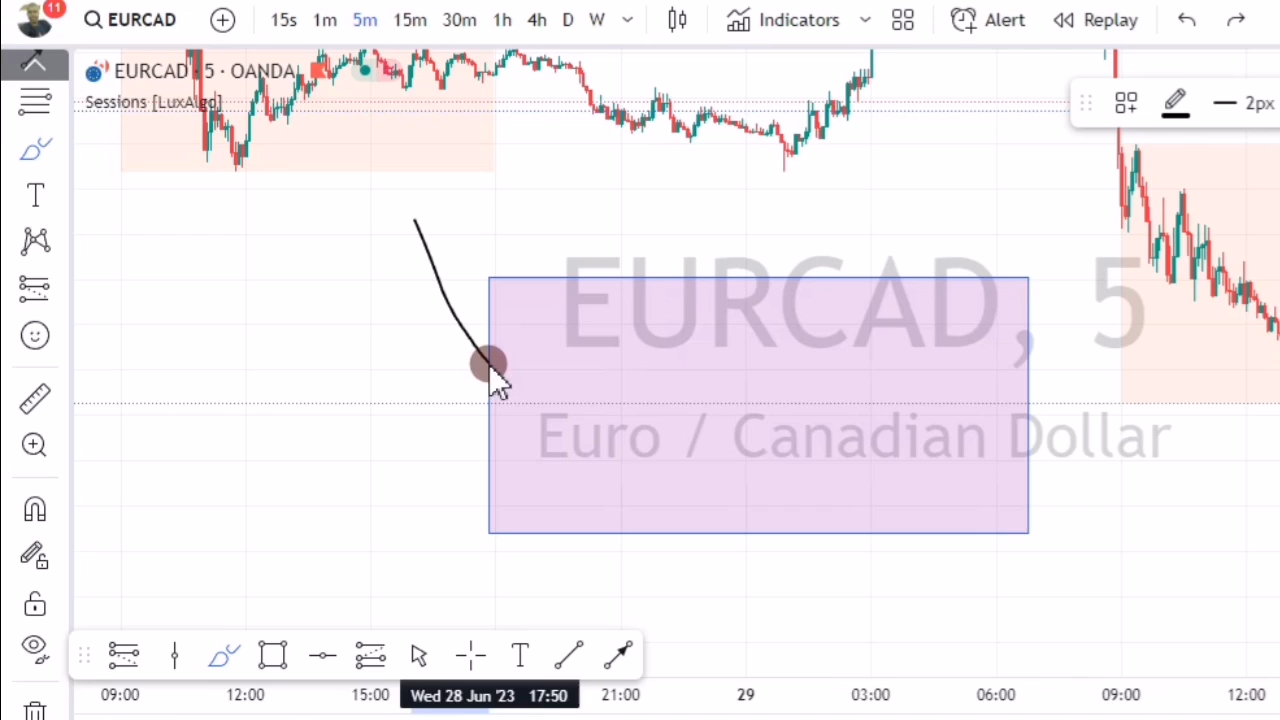 11
EURCAD
15s 1m 5m 15m 30m 1h 4h D W
Indicators
Alert
Replay
EURCAD · 5 · OANDA
Sessions [LuxAlgo]
2px
EURCAD, 5
Euro / Canadian Dollar
09:00 12:00 15:00 Wed 28 Jun '23 17:50 21:00 29 03:00 06:00 09:00 12:00